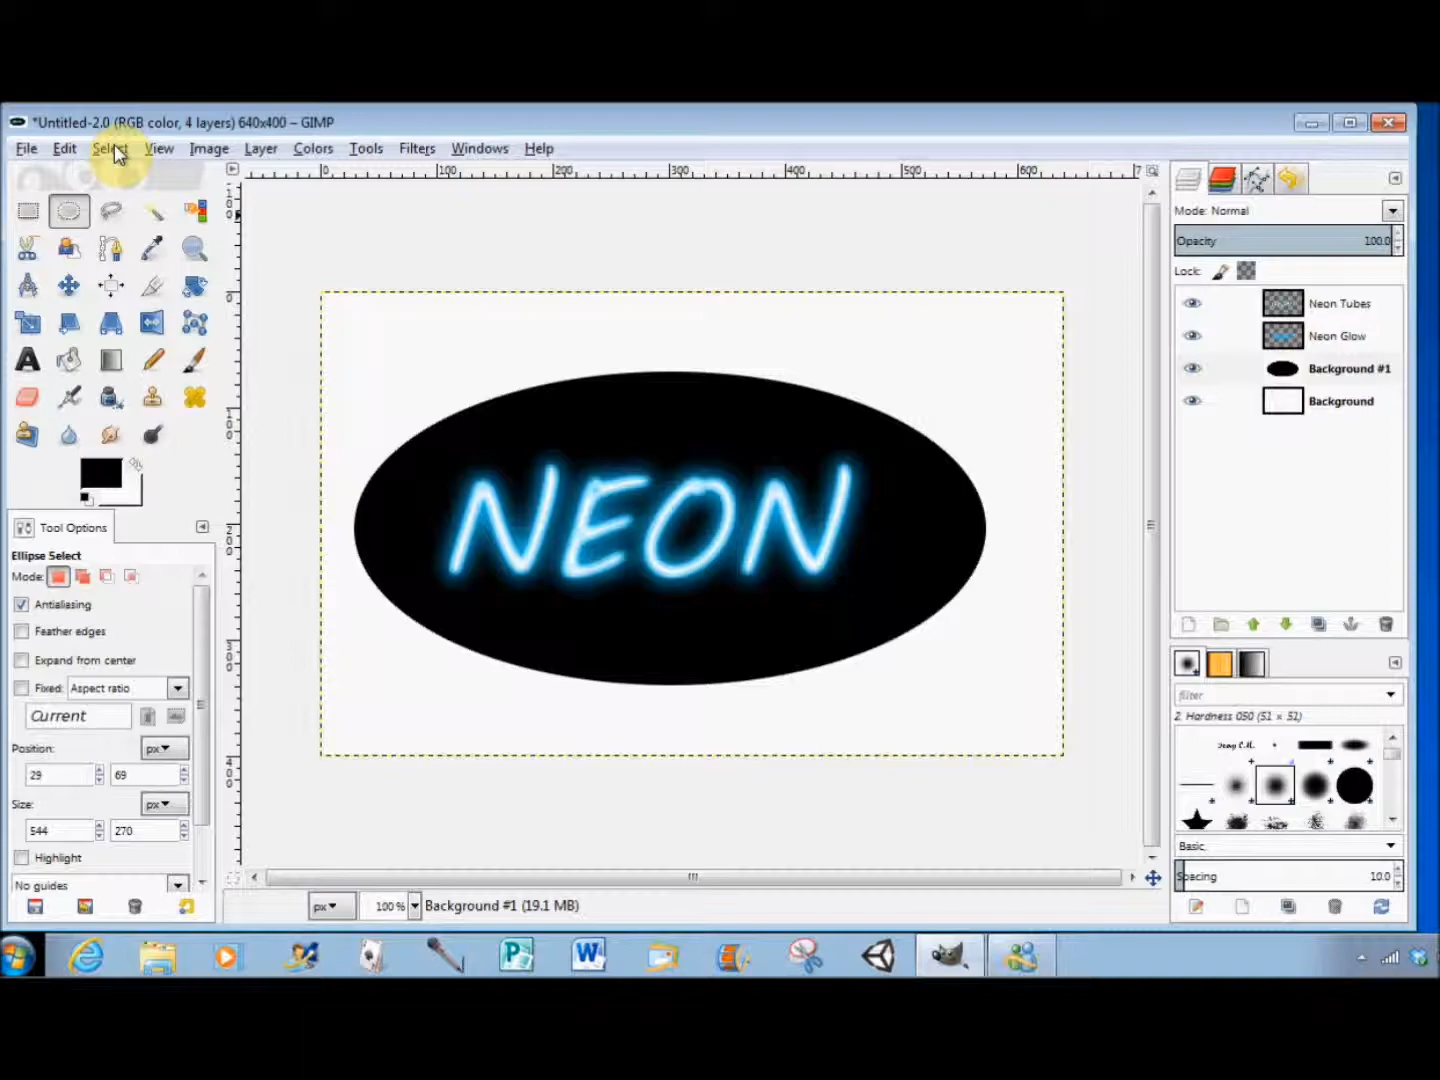 *Untitled-2.0 (RGB color, 4 layers) 640x400 – GIMP
File Edit Select View Image Layer Colors Tools Filters Windows Help
0 100 200 300 400 500 600 7
Mode: Normal
Opacity 100.0
Lock:
Neon Tubes
Neon Glow
Background #1
Background
NEON
Tool Options
Ellipse Select
Mode:
Antialiasing
Feather edges
Expand from center
Fixed: Aspect ratio
Current
Position: px
29 69
Size: px
544 270
Highlight
No guides
filter
2. Hardness 050 (51 × 51)
Basic,
Spacing 10.0
px 100 % Background #1 (19.1 MB)